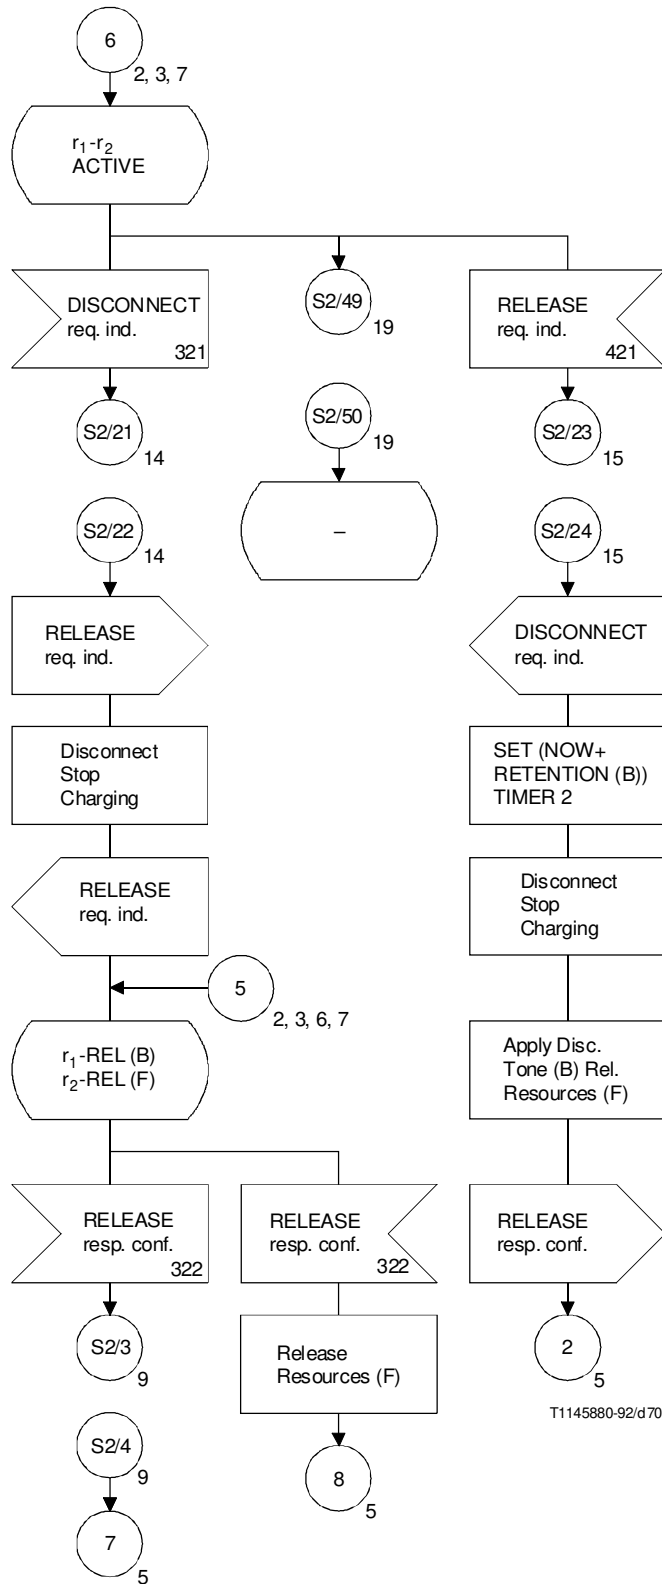 6
2, 3, 7
r₁-r₂
ACTIVE
DISCONNECT
req. ind.
321
S2/49
19
RELEASE
req. ind.
421
S2/21
14
S2/50
19
S2/23
15
S2/22
14
–
S2/24
15
RELEASE
req. ind.
DISCONNECT
req. ind.
Disconnect
Stop
Charging
SET (NOW+
RETENTION (B))
TIMER 2
RELEASE
req. ind.
Disconnect
Stop
Charging
5
2, 3, 6, 7
r₁-REL (B)
r₂-REL (F)
Apply Disc.
Tone (B) Rel.
Resources (F)
RELEASE
resp. conf.
322
RELEASE
resp. conf.
322
RELEASE
resp. conf.
S2/3
9
Release
Resources (F)
2
5
T1145880-92/d70
S2/4
9
8
5
7
5